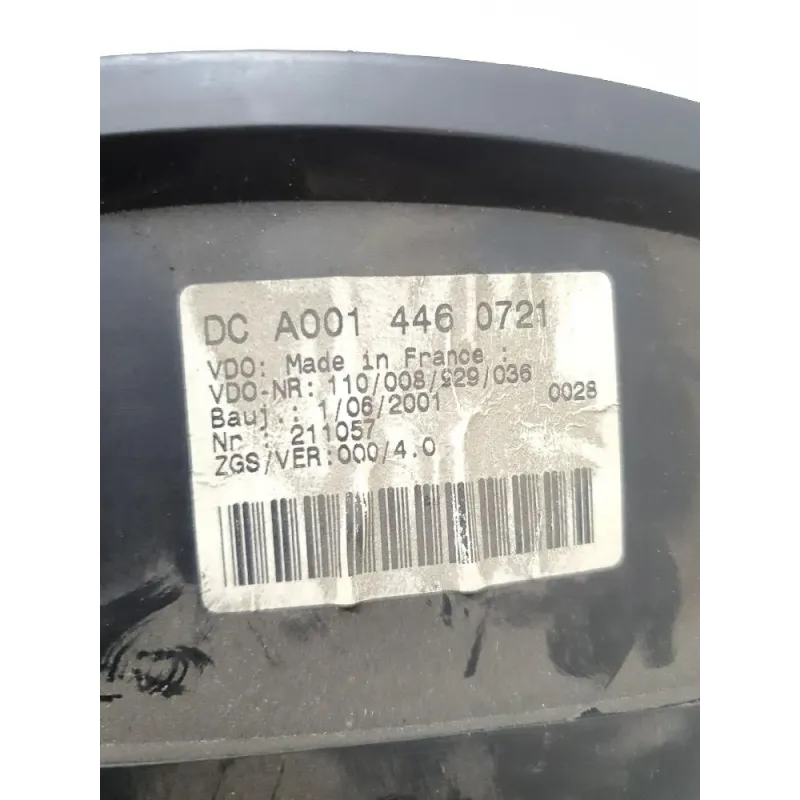 DC A001 446 0721
VDO: Made in France :
VDO-NR: 110/008/929/036
Bauj.: 1/06/2001 0028
Nr : 211057
ZGS/VER:000/4.0